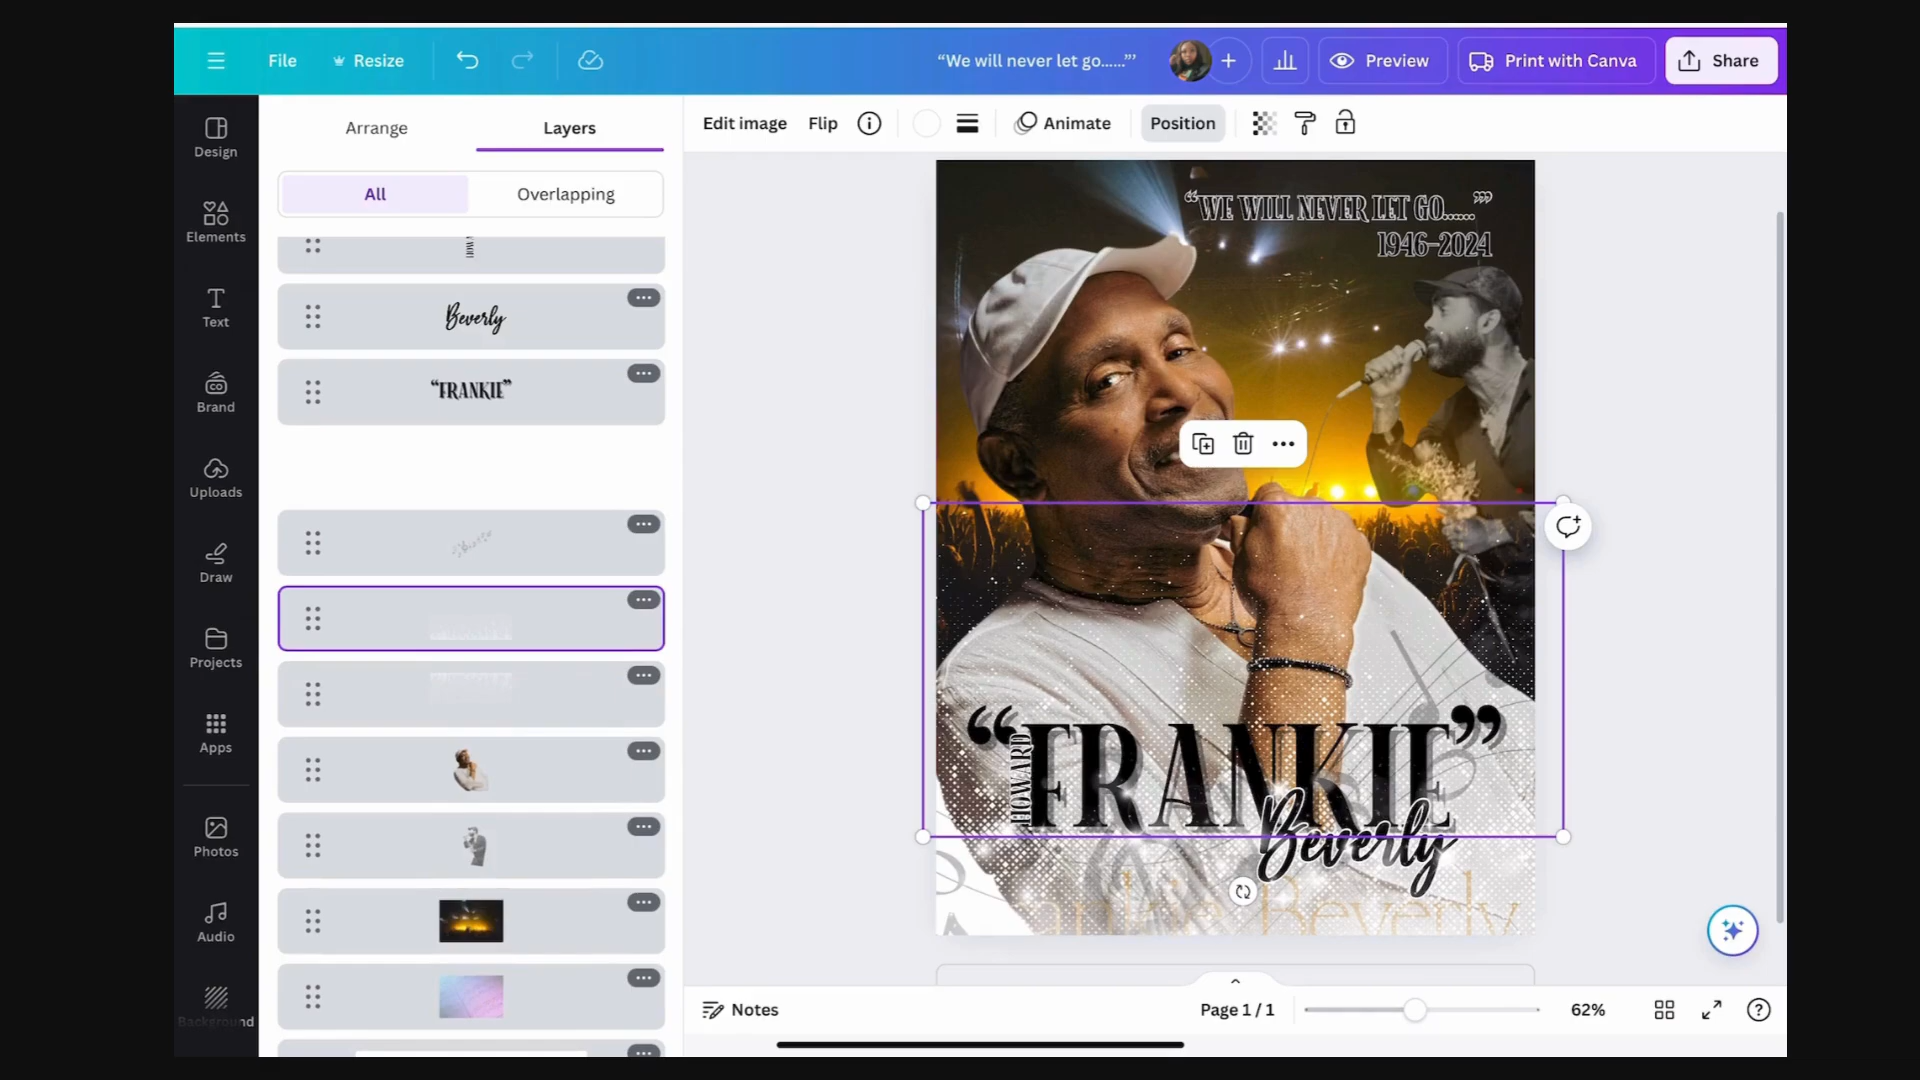 File
Resize
“We will never let go......””
Preview
Print with Canva
Share
Design
Elements
Text
Brand
Uploads
Draw
Projects
Apps
Photos
Audio
Background
Arrange
Layers
All
Overlapping
Beverly
“FRANKIE”
Edit image
Flip
Animate
Position
“WE WILL NEVER LET GO......””
1946-2024
“FRANKIE”
HOWARD
Beverly
Beverly
Notes
Page 1 / 1
62%